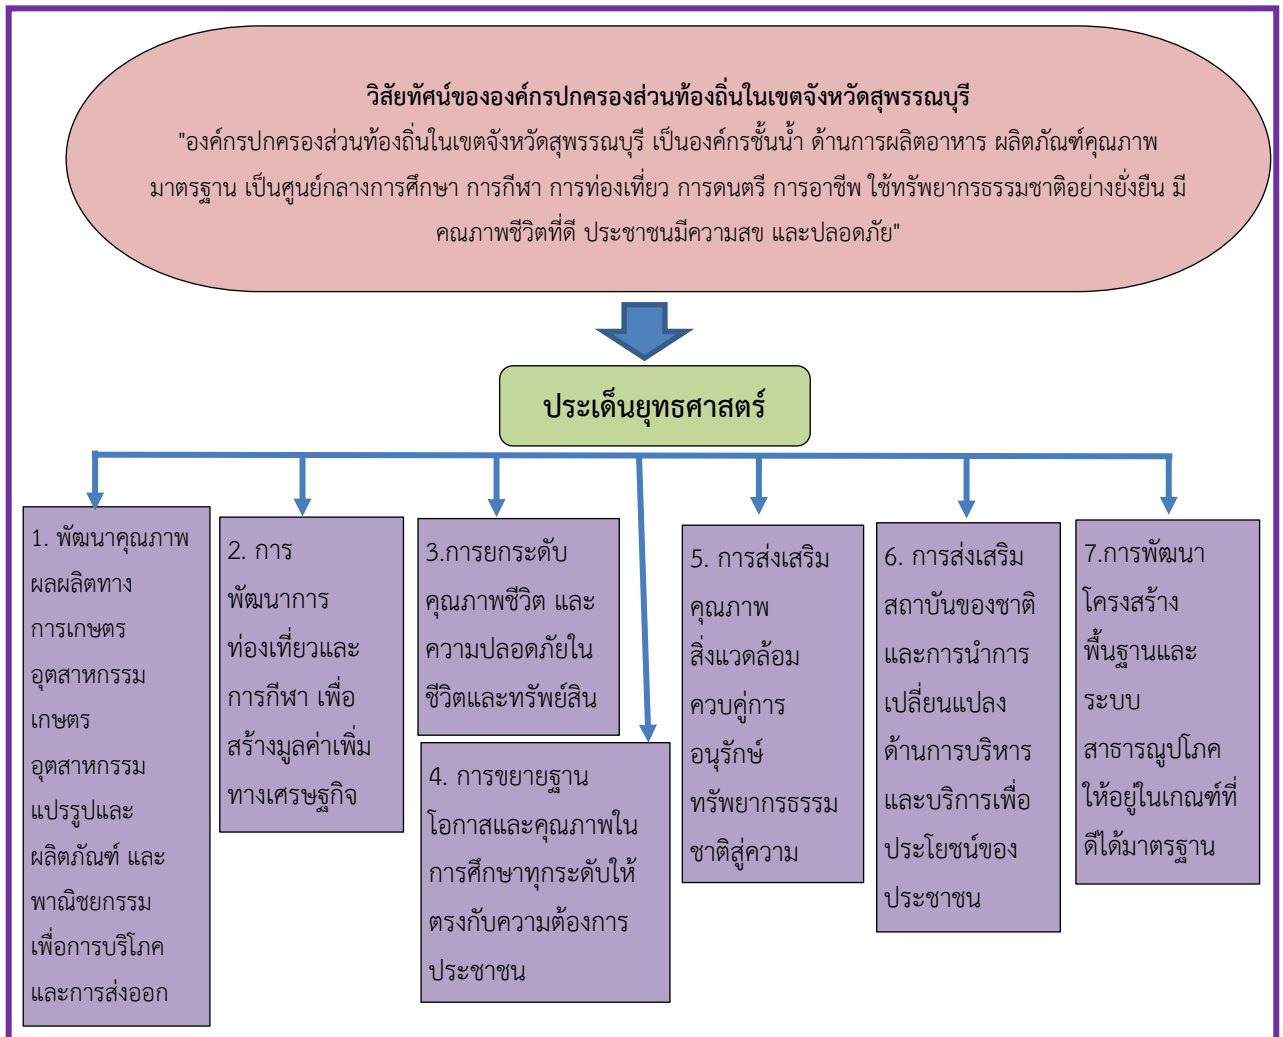 วิสัยทัศน์ขององค์กรปกครองส่วนท้องถิ่นในเขตจังหวัดสุพรรณบุรี
"องค์กรปกครองส่วนท้องถิ่นในเขตจังหวัดสุพรรณบุรี เป็นองค์กรชั้นน้ำ ด้านการผลิตอาหาร ผลิตภัณฑ์คุณภาพ
มาตรฐาน เป็นศูนย์กลางการศึกษา การกีฬา การท่องเที่ยว การดนตรี การอาชีพ ใช้ทรัพยากรธรรมชาติอย่างยั่งยืน มี
คณภาพชีวิตที่ดี ประชาชนมีความสข และปลอดภัย"
ประเด็นยุทธศาสตร์
1. พัฒนาคุณภาพ
ผลผลิตทาง
การเกษตร
อุตสาหกรรม
เกษตร
อุตสาหกรรม
แปรรูปและ
ผลิตภัณฑ์ และ
พาณิชยกรรม
เพื่อการบริโภค
และการส่งออก
2. การ
พัฒนาการ
ท่องเที่ยวและ
การกีฬา เพื่อ
สร้างมูลค่าเพิ่ม
ทางเศรษฐกิจ
3.การยกระดับ
คุณภาพชีวิต และ
ความปลอดภัยใน
ชีวิตและทรัพย์สิน
4. การขยายฐาน
โอกาสและคุณภาพใน
การศึกษาทุกระดับให้
ตรงกับความต้องการ
ประชาชน
5. การส่งเสริม
คุณภาพ
สิ่งแวดล้อม
ควบคู่การ
อนุรักษ์
ทรัพยากรธรรม
ชาติสู่ความ
6. การส่งเสริม
สถาบันของชาติ
และการนำการ
เปลี่ยนแปลง
ด้านการบริหาร
และบริการเพื่อ
ประโยชน์ของ
ประชาชน
7.การพัฒนา
โครงสร้าง
พื้นฐานและ
ระบบ
สาธารณูปโภค
ให้อยู่ในเกณฑ์ที่
ดีได้มาตรฐาน